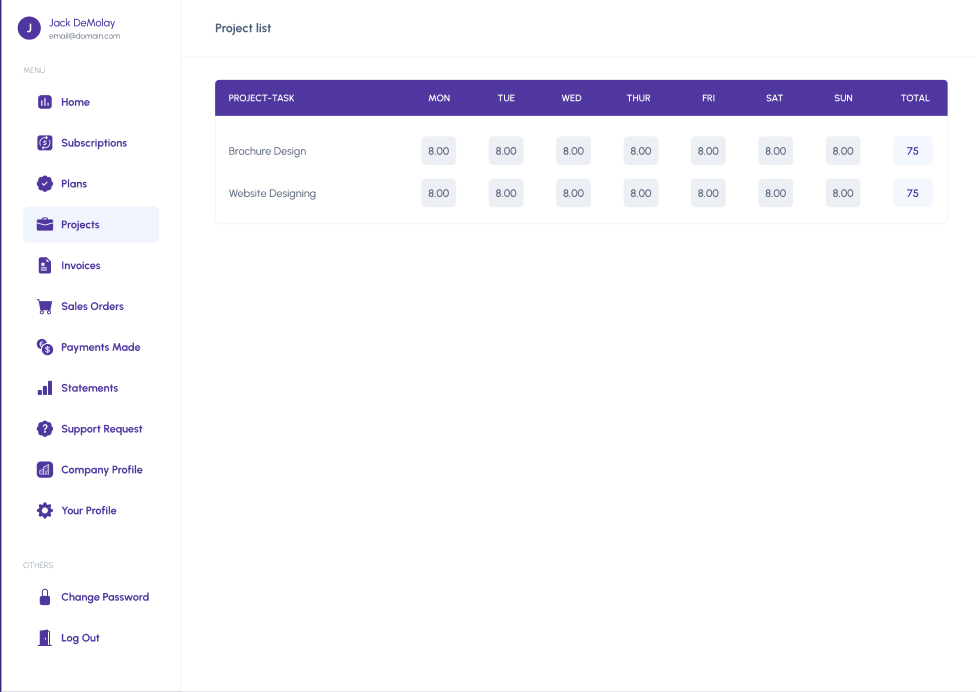 J
Jack DeMolay
email@domain.com
MENU
Home
Subscriptions
Plans
Projects
Invoices
Sales Orders
Payments Made
Statements
Support Request
Company Profile
Your Profile
OTHERS
Change Password
Log Out
Project list
PROJECT-TASK MON TUE WED THUR FRI SAT SUN TOTAL
Brochure Design 8.00 8.00 8.00 8.00 8.00 8.00 8.00 75
Website Designing 8.00 8.00 8.00 8.00 8.00 8.00 8.00 75